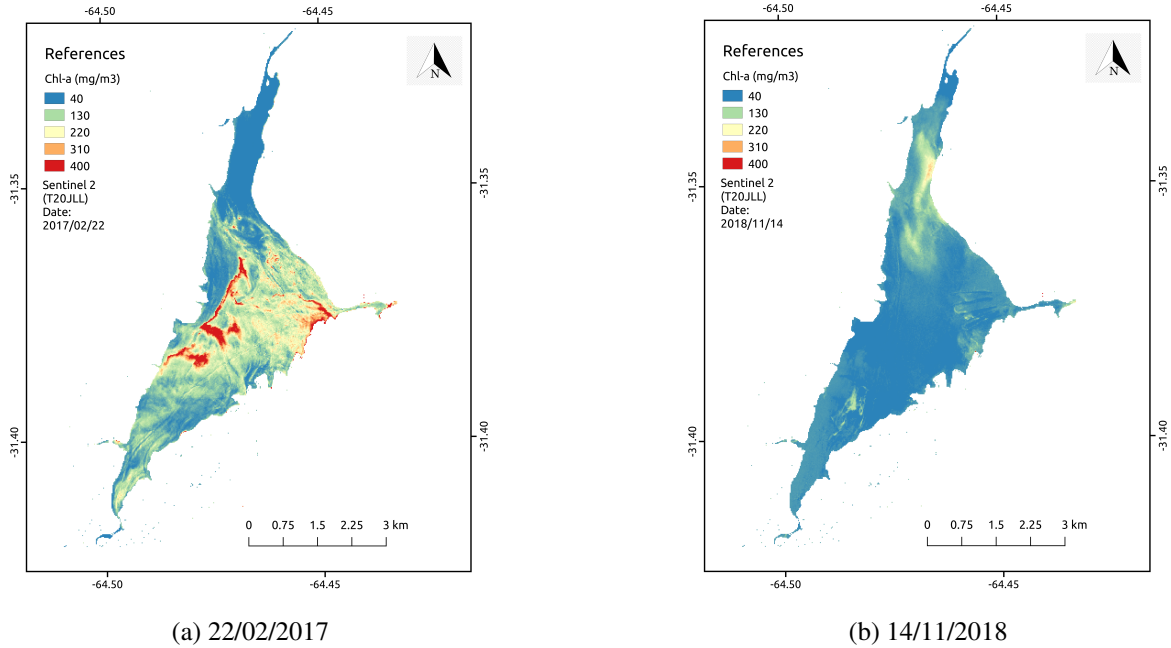 -64.50
-64.45
References
Chl-a (mg/m3)
40
130
220
310
400
Sentinel 2
(T20JLL)
Date:
2017/02/22
N
-31.35
-31.35
-31.40
-31.40
0 0.75 1.5 2.25 3 km
-64.50
-64.45
(a) 22/02/2017
-64.50
-64.45
References
Chl-a (mg/m3)
40
130
220
310
400
Sentinel 2
(T20JLL)
Date:
2018/11/14
N
-31.35
-31.35
-31.40
-31.40
0 0.75 1.5 2.25 3 km
-64.50
-64.45
(b) 14/11/2018